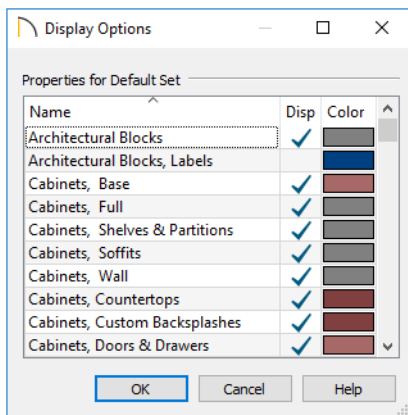 Display Options
Properties for Default Set
Name Disp Color
Architectural Blocks
Architectural Blocks, Labels
Cabinets, Base
Cabinets, Full
Cabinets, Shelves & Partitions
Cabinets, Soffits
Cabinets, Wall
Cabinets, Countertops
Cabinets, Custom Backsplashes
Cabinets, Doors & Drawers
OK Cancel Help